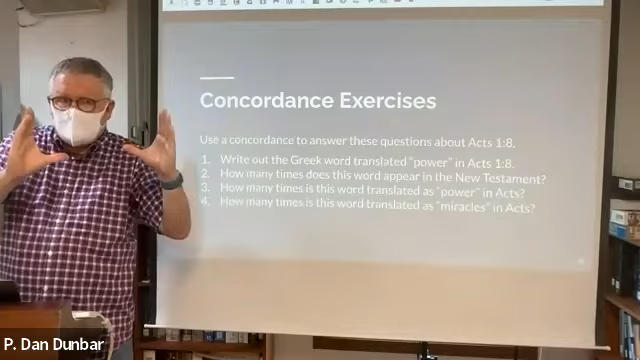 Concordance Exercises
Use a concordance to answer these questions about Acts 1:8.
1. Write out the Greek word translated "power" in Acts 1:8.
2. How many times does this word appear in the New Testament?
3. How many times is this word translated as "power" in Acts?
4. How many times is this word translated as "miracles" in Acts?
P. Dan Dunbar